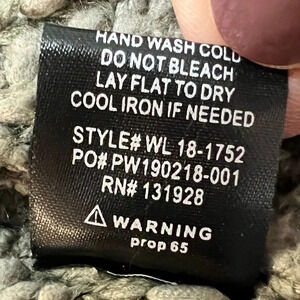 HAND WASH COLD
DO NOT BLEACH
LAY FLAT TO DRY
COOL IRON IF NEEDED
STYLE# WL 18-1752
PO# PW190218-001
RN# 131928
WARNING
prop 65